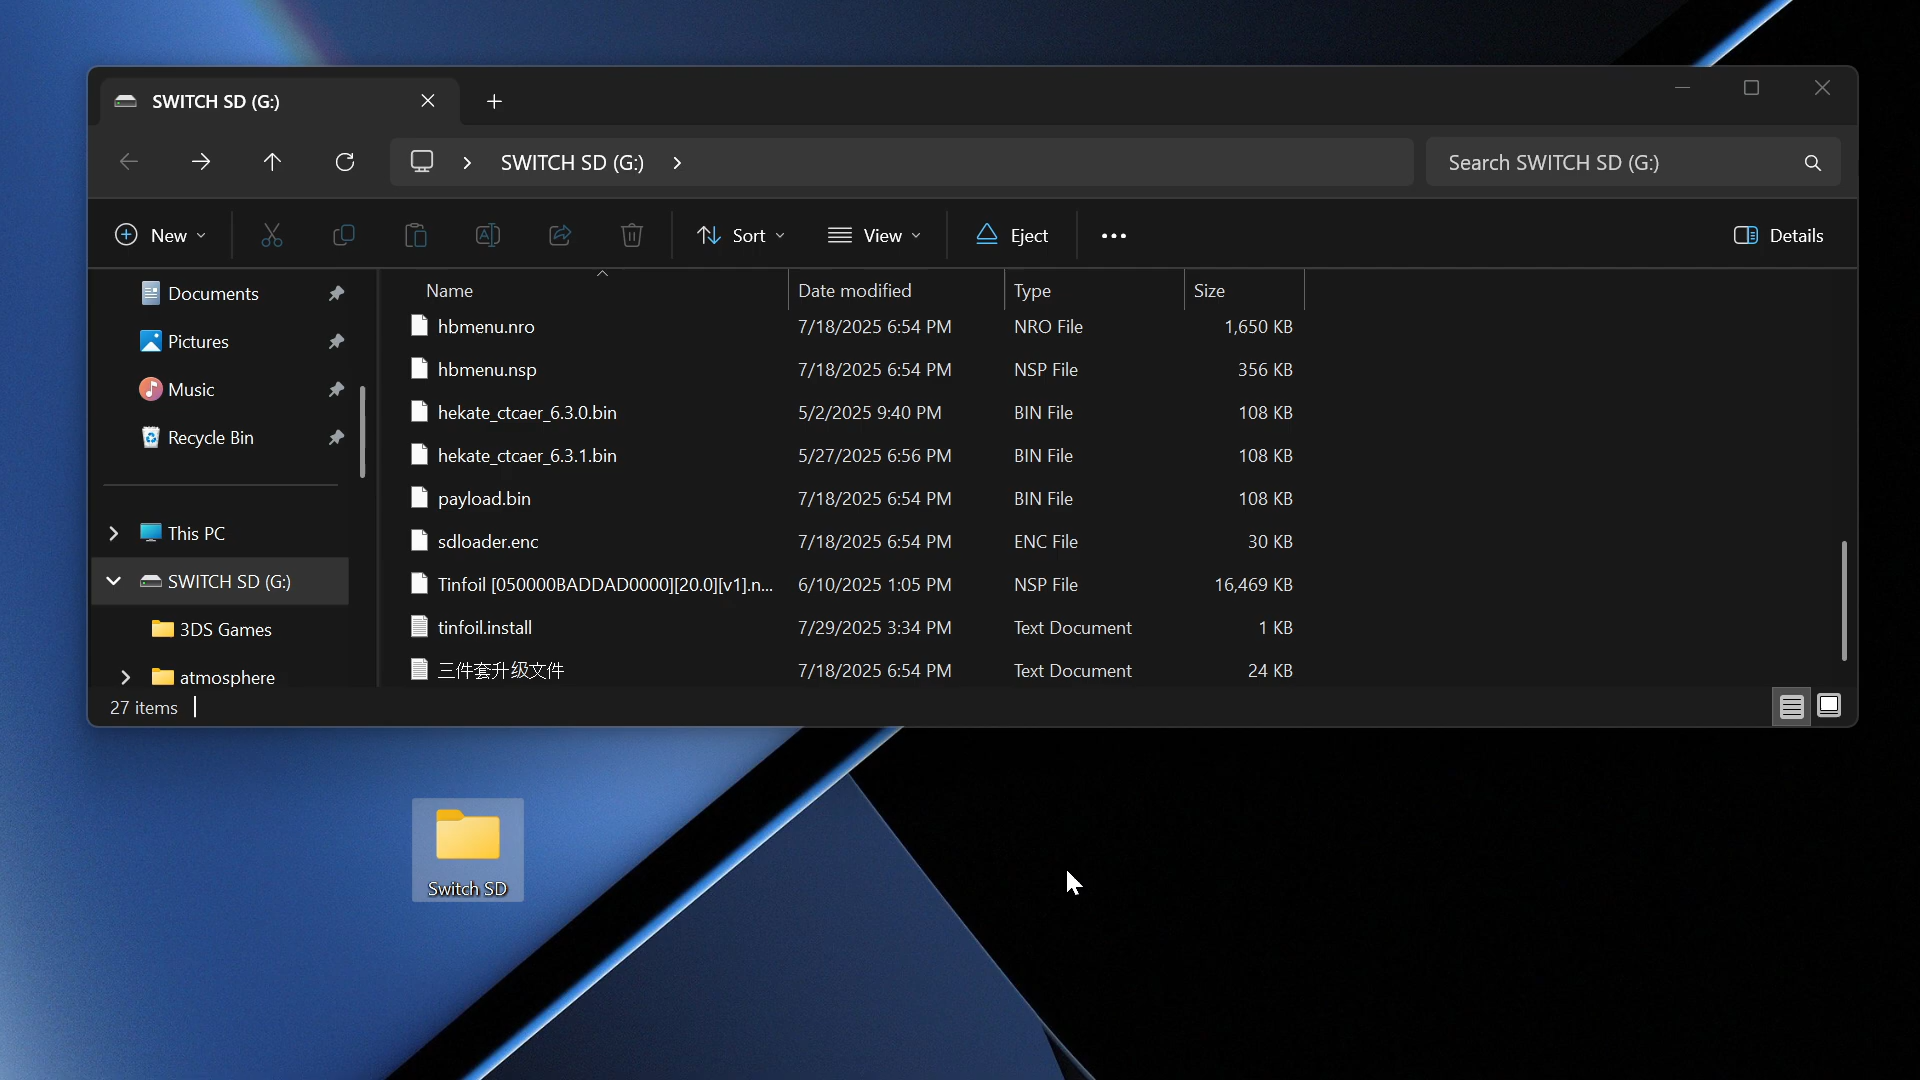 SWITCH SD (G:)
SWITCH SD (G:)
Search SWITCH SD (G:)
New
Sort
View
Eject
Details
Documents
Pictures
Music
Recycle Bin
This PC
SWITCH SD (G:)
3DS Games
atmosphere
Name Date modified Type Size
hbmenu.nro 7/18/2025 6:54 PM NRO File 1,650 KB
hbmenu.nsp 7/18/2025 6:54 PM NSP File 356 KB
hekate_ctcaer_6.3.0.bin 5/2/2025 9:40 PM BIN File 108 KB
hekate_ctcaer_6.3.1.bin 5/27/2025 6:56 PM BIN File 108 KB
payload.bin 7/18/2025 6:54 PM BIN File 108 KB
sdloader.enc 7/18/2025 6:54 PM ENC File 30 KB
Tinfoil [050000BADDAD0000][20.0][v1].n... 6/10/2025 1:05 PM NSP File 16,469 KB
tinfoil.install 7/29/2025 3:34 PM Text Document 1 KB
三件套升级文件 7/18/2025 6:54 PM Text Document 24 KB
27 items
Switch SD